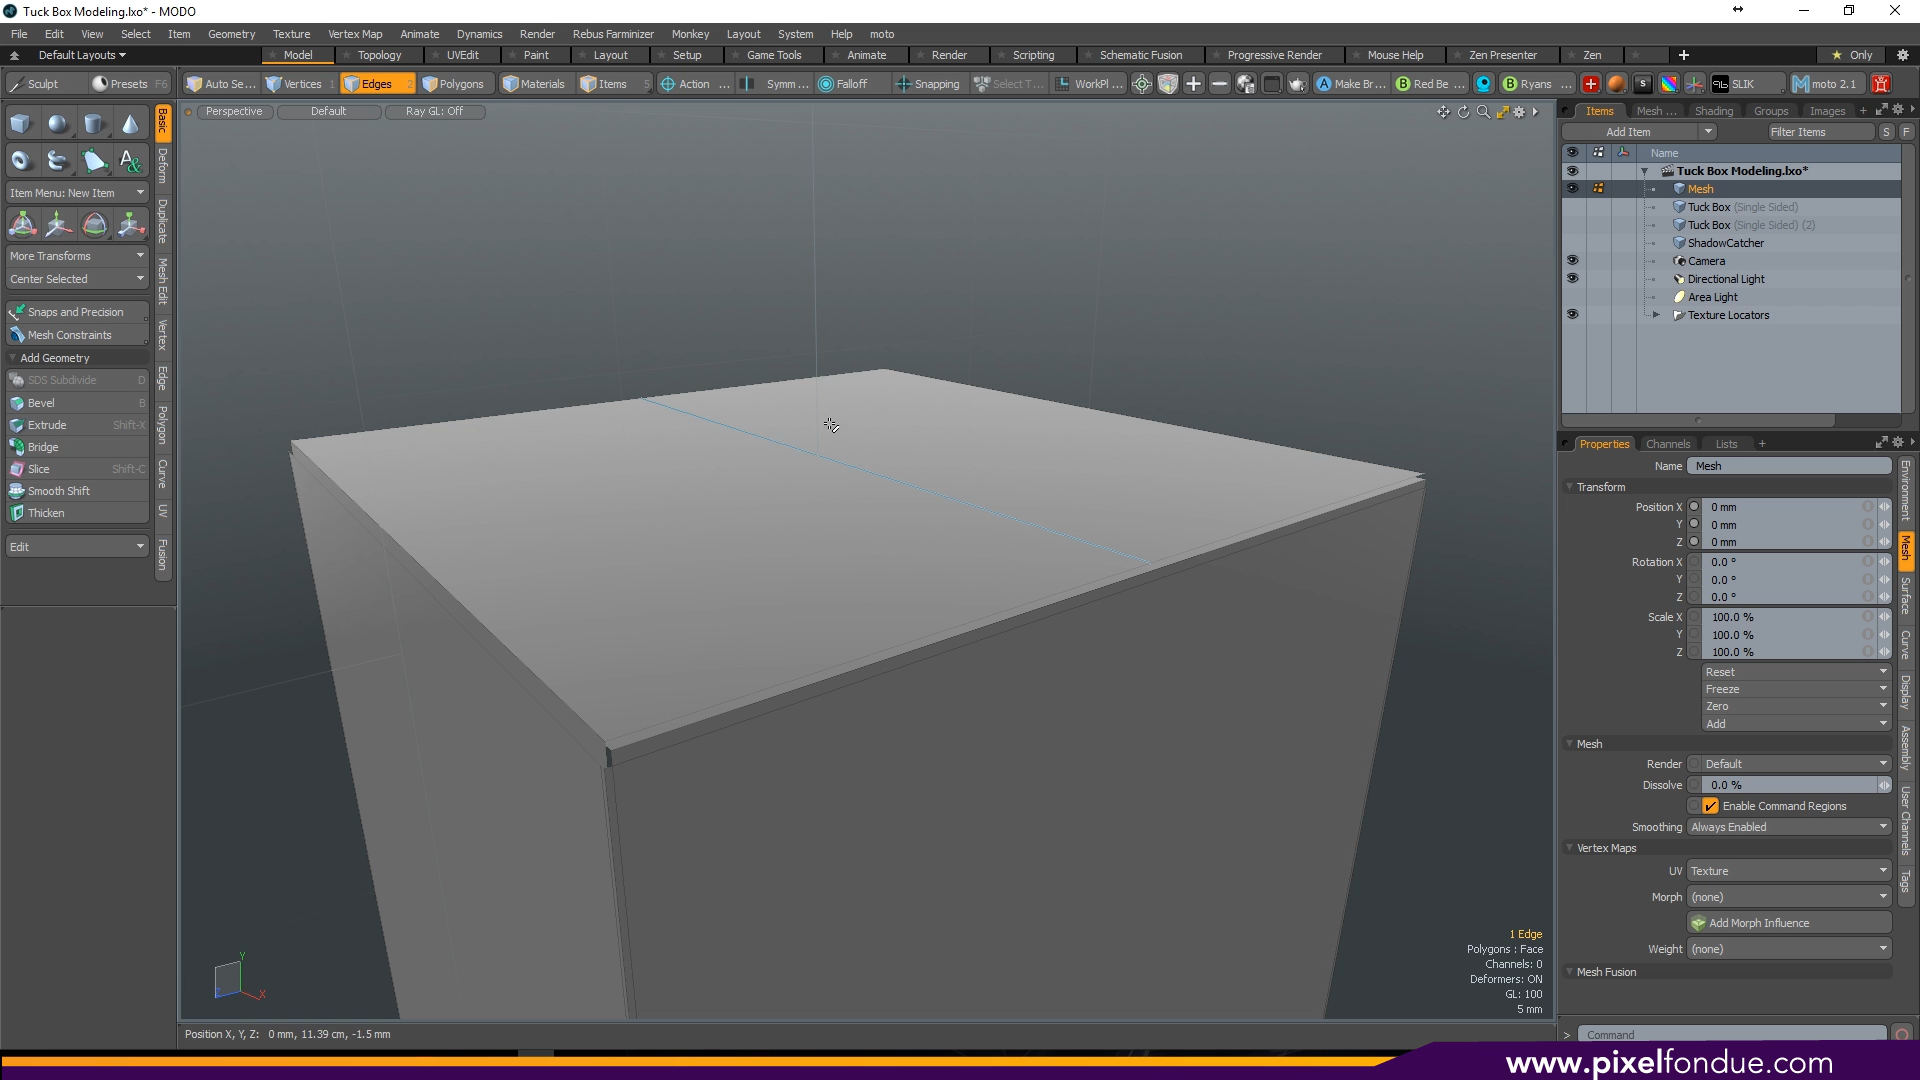 Tuck Box Modeling.lxo* - MODO
File Edit View Select Item Geometry Texture Vertex Map Animate Dynamics Render Rebus Farminizer Monkey Layout System Help moto
Default Layouts Model Topology UVEdit Paint Layout Setup Game Tools Animate Render Scripting Schematic Fusion Progressive Render Mouse Help Zen Presenter Zen + Only
Sculpt Presets F6 Auto Se... Vertices 1 Edges 2 Polygons Materials Items 5 Action ... Symm ... Falloff Snapping Select T... WorkPl ... A Make Br... B Red Be ... B Ryans ... S SLIK moto 2.1
Perspective Default Ray GL: Off
Basic
Deform
Duplicate
Mesh Edit
Vertex
Edge
Polygon
Curve
UV
Fusion
Item Menu: New Item
More Transforms
Center Selected
Snaps and Precision
Mesh Constraints
Add Geometry
SDS Subdivide D
Bevel B
Extrude Shift-X
Bridge
Slice Shift-C
Smooth Shift
Thicken
Edit
Y
X
Z
1 Edge
Polygons : Face
Channels: 0
Deformers: ON
GL: 100
5 mm
Position X, Y, Z: 0 mm, 11.39 cm, -1.5 mm
Items Mesh ... Shading Groups Images +
Add Item Filter Items S F
Name
Tuck Box Modeling.lxo*
Mesh
Tuck Box (Single Sided)
Tuck Box (Single Sided) (2)
ShadowCatcher
Camera
Directional Light
Area Light
Texture Locators
Properties Channels Lists +
Name Mesh
Transform
Position X 0 mm
Y 0 mm
Z 0 mm
Rotation X 0.0 °
Y 0.0 °
Z 0.0 °
Scale X 100.0 %
Y 100.0 %
Z 100.0 %
Reset
Freeze
Zero
Add
Mesh
Render Default
Dissolve 0.0 %
Enable Command Regions
Smoothing Always Enabled
Vertex Maps
UV Texture
Morph (none)
Add Morph Influence
Weight (none)
Mesh Fusion
Environment
Mesh
Surface
Curve
Display
Assembly
User Channels
Tags
> Command
www.pixelfondue.com